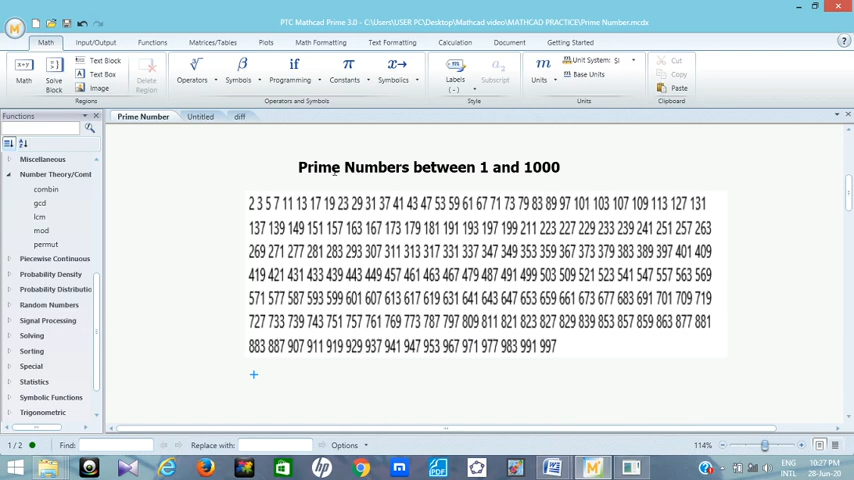 PTC Mathcad Prime 3.0 - C:\Users\USER PC\Desktop\Mathcad video\MATHCAD PRACTICE\Prime Number.mcdx
Math Input/Output Functions Matrices/Tables Plots Math Formatting Text Formatting Calculation Document Getting Started
Math
Solve Block
Text Block
Text Box
Image
Delete Region
Operators
Symbols
Programming
Constants
Symbolics
Labels
(-)
Subscript
Units
Unit System: SI
Base Units
Cut
Copy
Paste
Regions Operators and Symbols Style Units Clipboard
Functions
Prime Number Untitled diff
Miscellaneous
Number Theory/Comb
combin
gcd
lcm
mod
permut
Piecewise Continuous
Probability Density
Probability Distributio
Random Numbers
Signal Processing
Solving
Sorting
Special
Statistics
Symbolic Functions
Trigonometric
Prime Numbers between 1 and 1000
2 3 5 7 11 13 17 19 23 29 31 37 41 43 47 53 59 61 67 71 73 79 83 89 97 101 103 107 109 113 127 131
137 139 149 151 157 163 167 173 179 181 191 193 197 199 211 223 227 229 233 239 241 251 257 263
269 271 277 281 283 293 307 311 313 317 331 337 347 349 353 359 367 373 379 383 389 397 401 409
419 421 431 433 439 443 449 457 461 463 467 479 487 491 499 503 509 521 523 541 547 557 563 569
571 577 587 593 599 601 607 613 617 619 631 641 643 647 653 659 661 673 677 683 691 701 709 719
727 733 739 743 751 757 761 769 773 787 797 809 811 821 823 827 829 839 853 857 859 863 877 881
883 887 907 911 919 929 937 941 947 953 967 971 977 983 991 997
1 / 2 Find: Replace with: Options 114%
ENG 10:27 PM
INTL 28-Jun-20